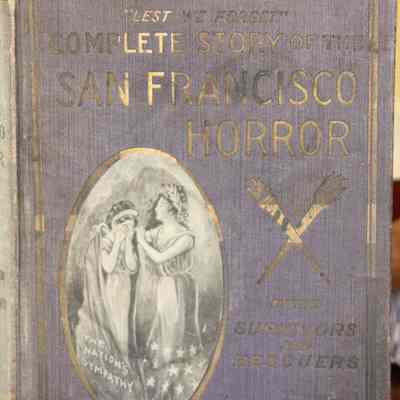 "LEST WE FORGET"
COMPLETE STORY OF THE
SAN FRANCISCO
HORROR
THE
NATION'S
SYMPATHY
SURVIVORS
AND
RESCUERS